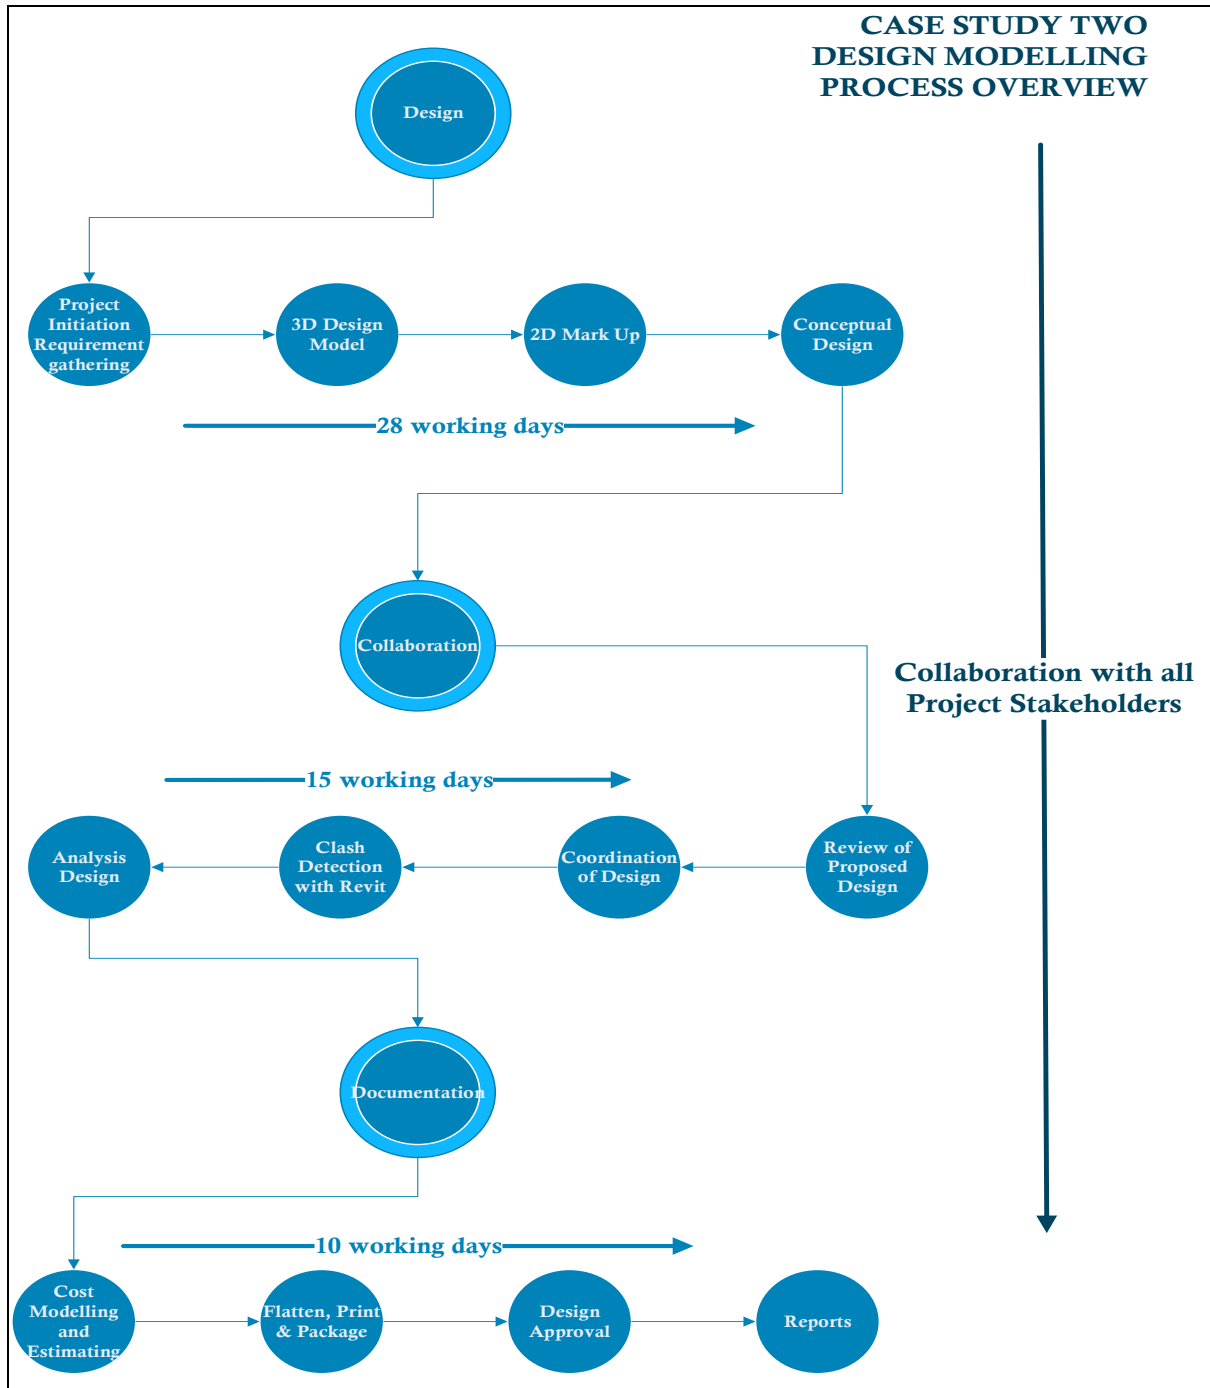 CASE STUDY TWO
DESIGN MODELLING
PROCESS OVERVIEW
Design
Project
Initiation
Requirement
gathering
3D Design
Model
2D Mark Up
Conceptual
Design
28 working days
Collaboration
Collaboration with all
Project Stakeholders
15 working days
Analysis
Design
Clash
Detection
with Revit
Coordination
of Design
Review of
Proposed
Design
Documentation
10 working days
Cost
Modelling
and
Estimating
Flatten, Print
& Package
Design
Approval
Reports